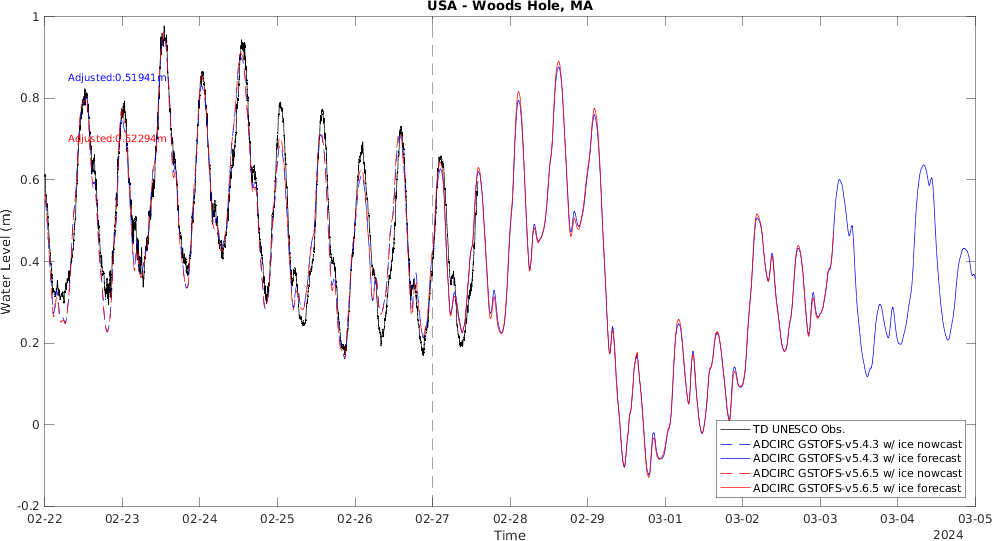 USA - Woods Hole, MA
Water Level (m)
1
0.8
0.6
0.4
0.2
0
-0.2
Adjusted:0.51941m
Adjusted:0.52294m
TD UNESCO Obs.
ADCIRC GSTOFS-v5.4.3 w/ ice nowcast
ADCIRC GSTOFS-v5.4.3 w/ ice forecast
ADCIRC GSTOFS-v5.6.5 w/ ice nowcast
ADCIRC GSTOFS-v5.6.5 w/ ice forecast
02-22 02-23 02-24 02-25 02-26 02-27 02-28 02-29 03-01 03-02 03-03 03-04 03-05
Time
2024